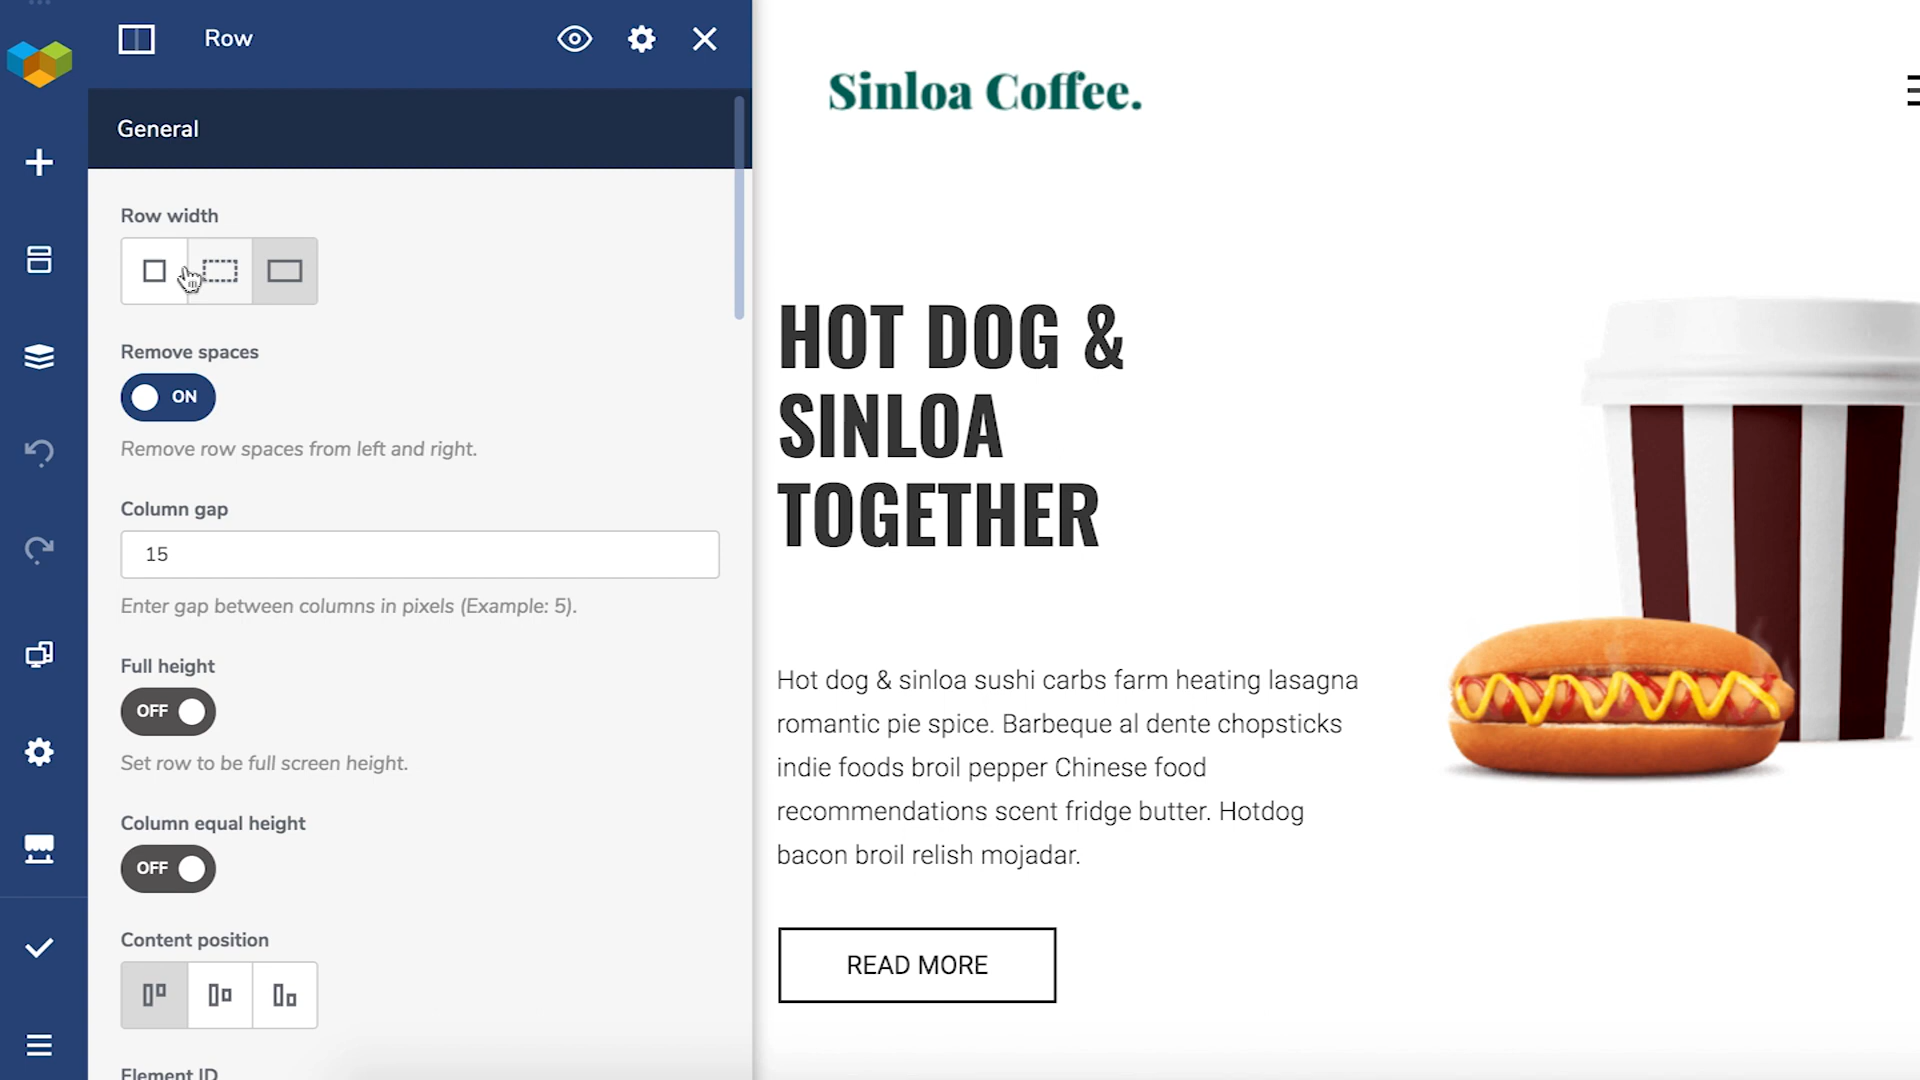 Row
General
Row width
Remove spaces
ON
Remove row spaces from left and right.
Column gap
15
Enter gap between columns in pixels (Example: 5).
Full height
OFF
Set row to be full screen height.
Column equal height
OFF
Content position
Element ID
Sinloa Coffee.
HOT DOG &
SINLOA
TOGETHER
Hot dog & sinloa sushi carbs farm heating lasagna
romantic pie spice. Barbeque al dente chopsticks
indie foods broil pepper Chinese food
recommendations scent fridge butter. Hotdog
bacon broil relish mojadar.
READ MORE